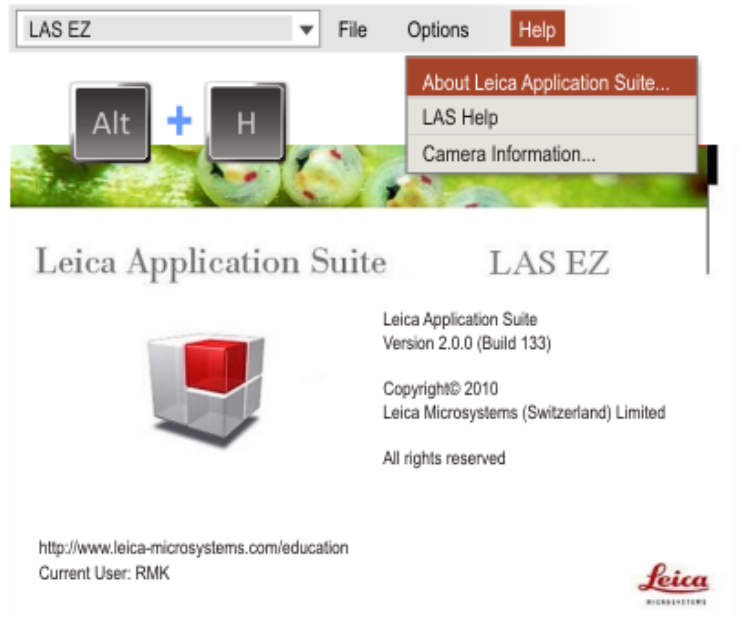 LAS EZ File Options Help
About Leica Application Suite...
LAS Help
Camera Information...
Alt + H
Leica Application Suite LAS EZ
Leica Application Suite
Version 2.0.0 (Build 133)
Copyright© 2010
Leica Microsystems (Switzerland) Limited
All rights reserved
http://www.leica-microsystems.com/education
Current User: RMK
Leica
MICROSYSTEMS